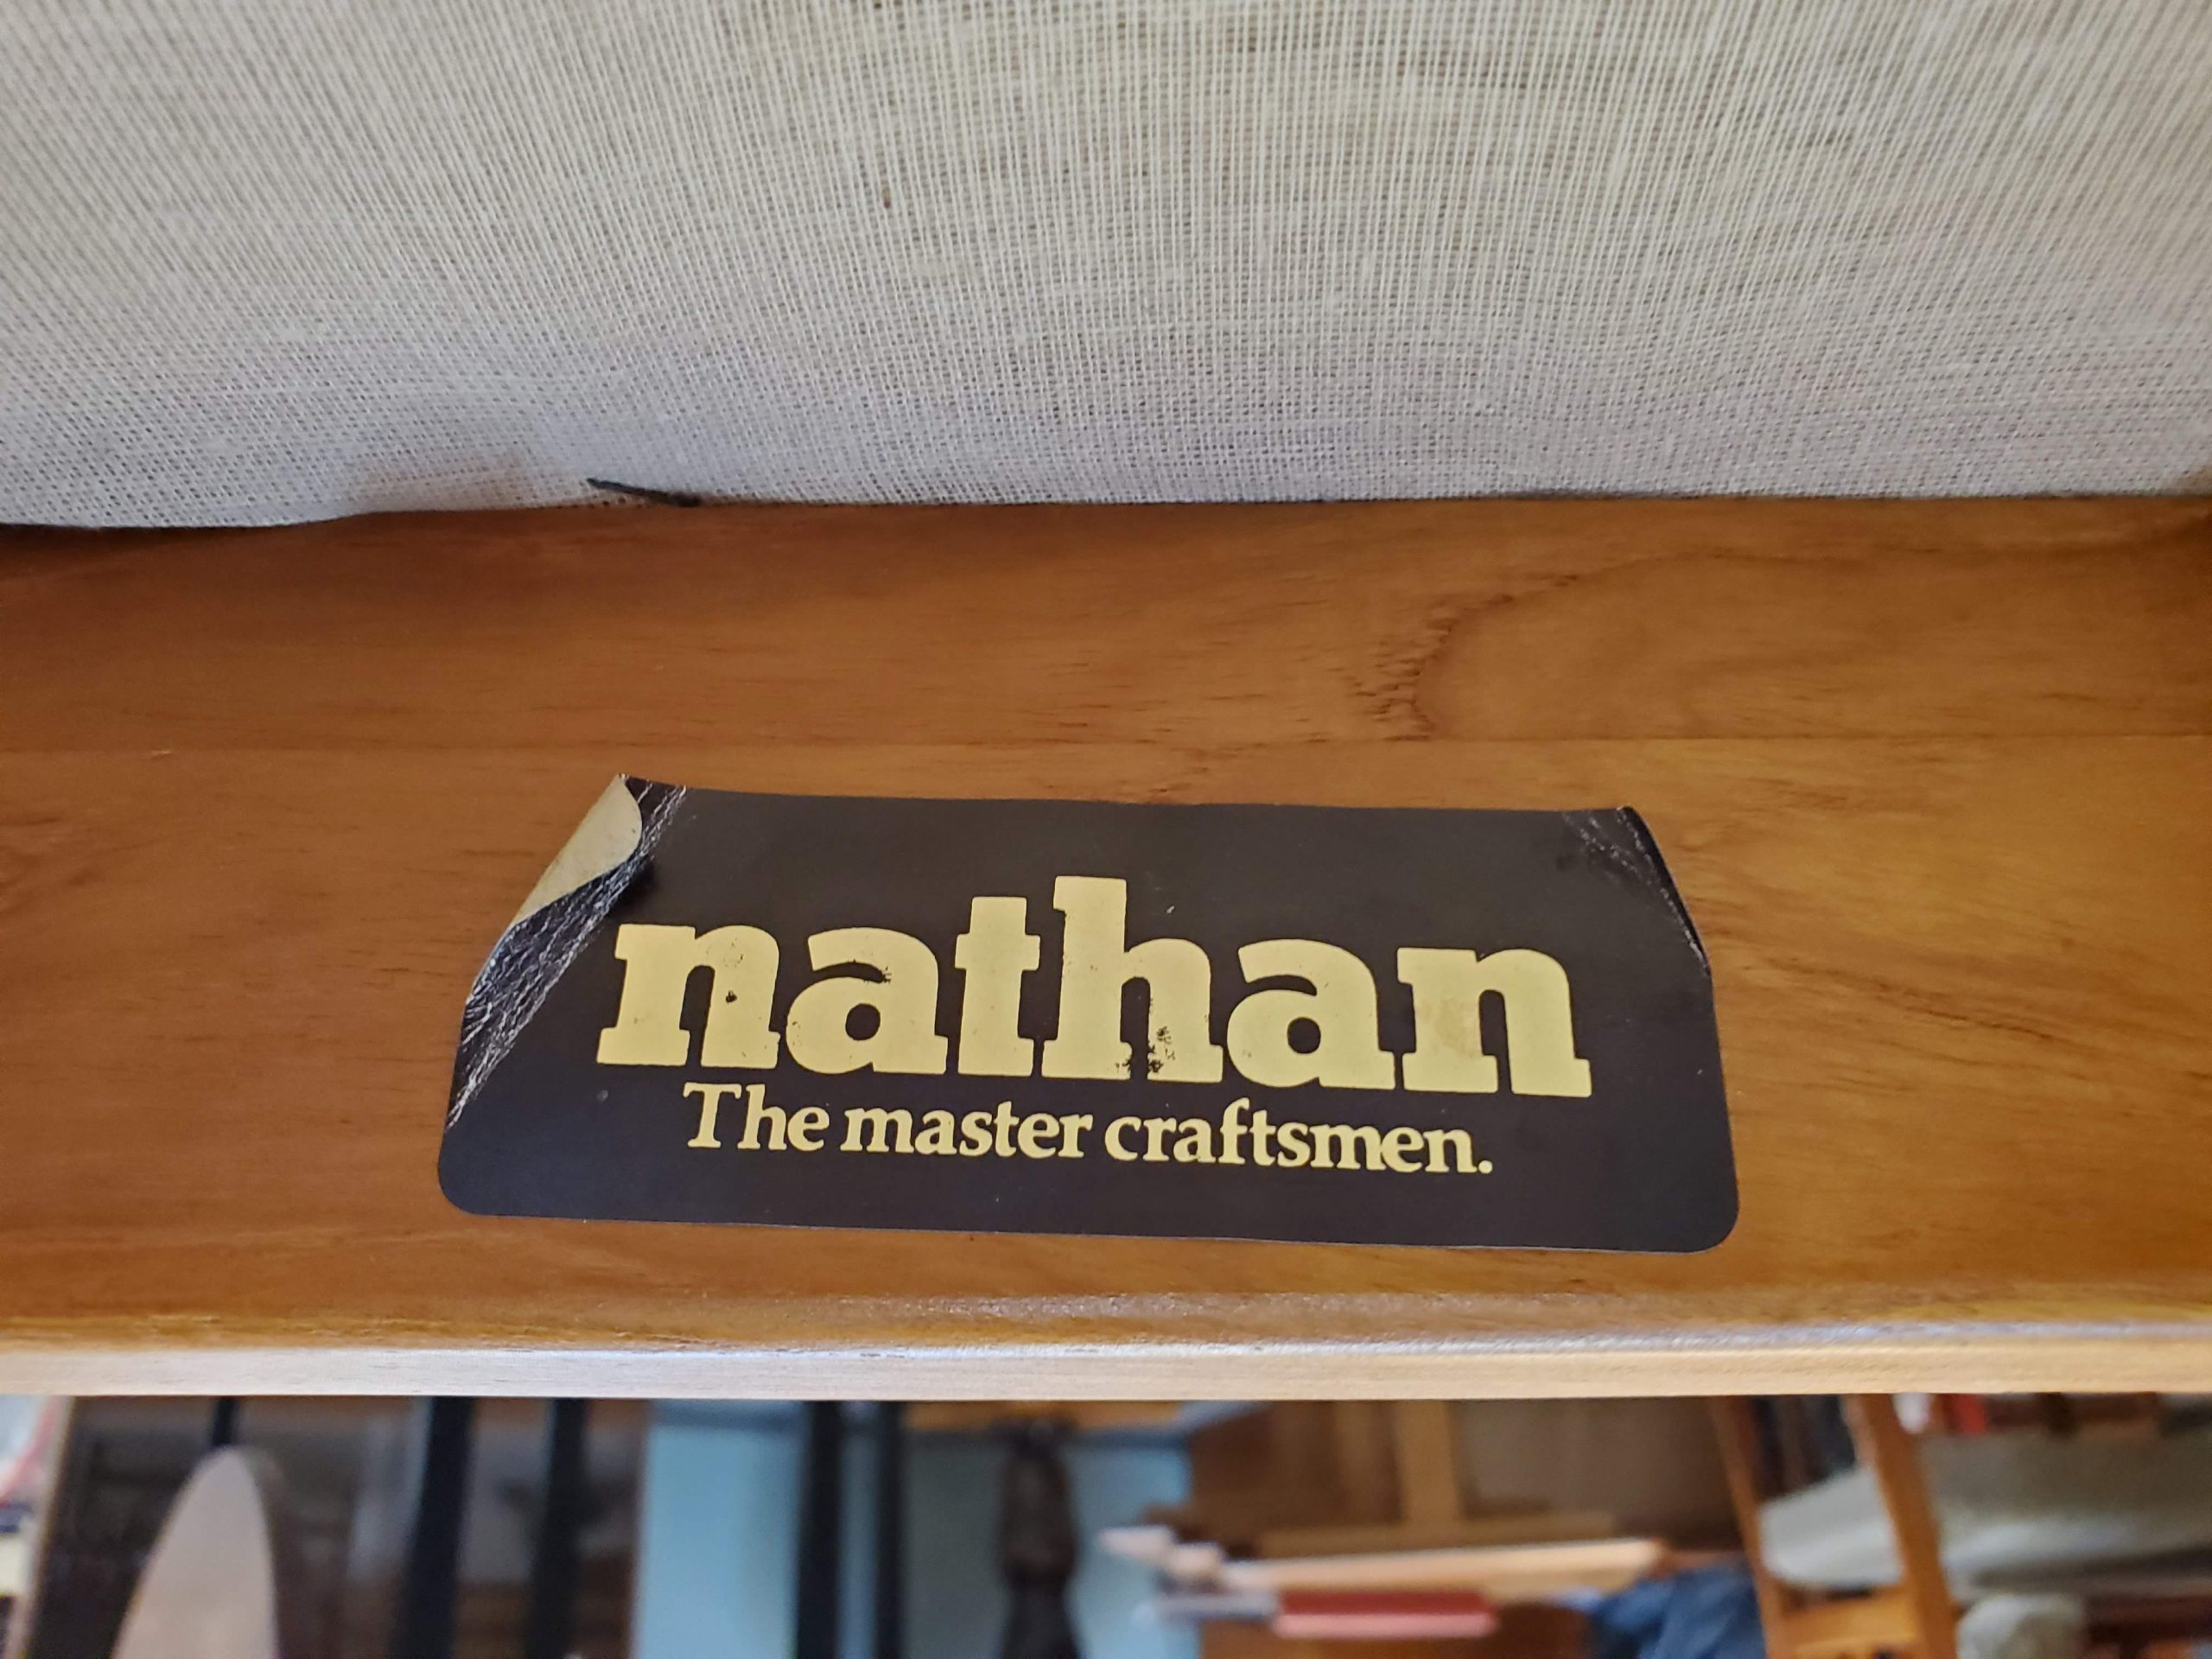 nathan
The master craftsmen.